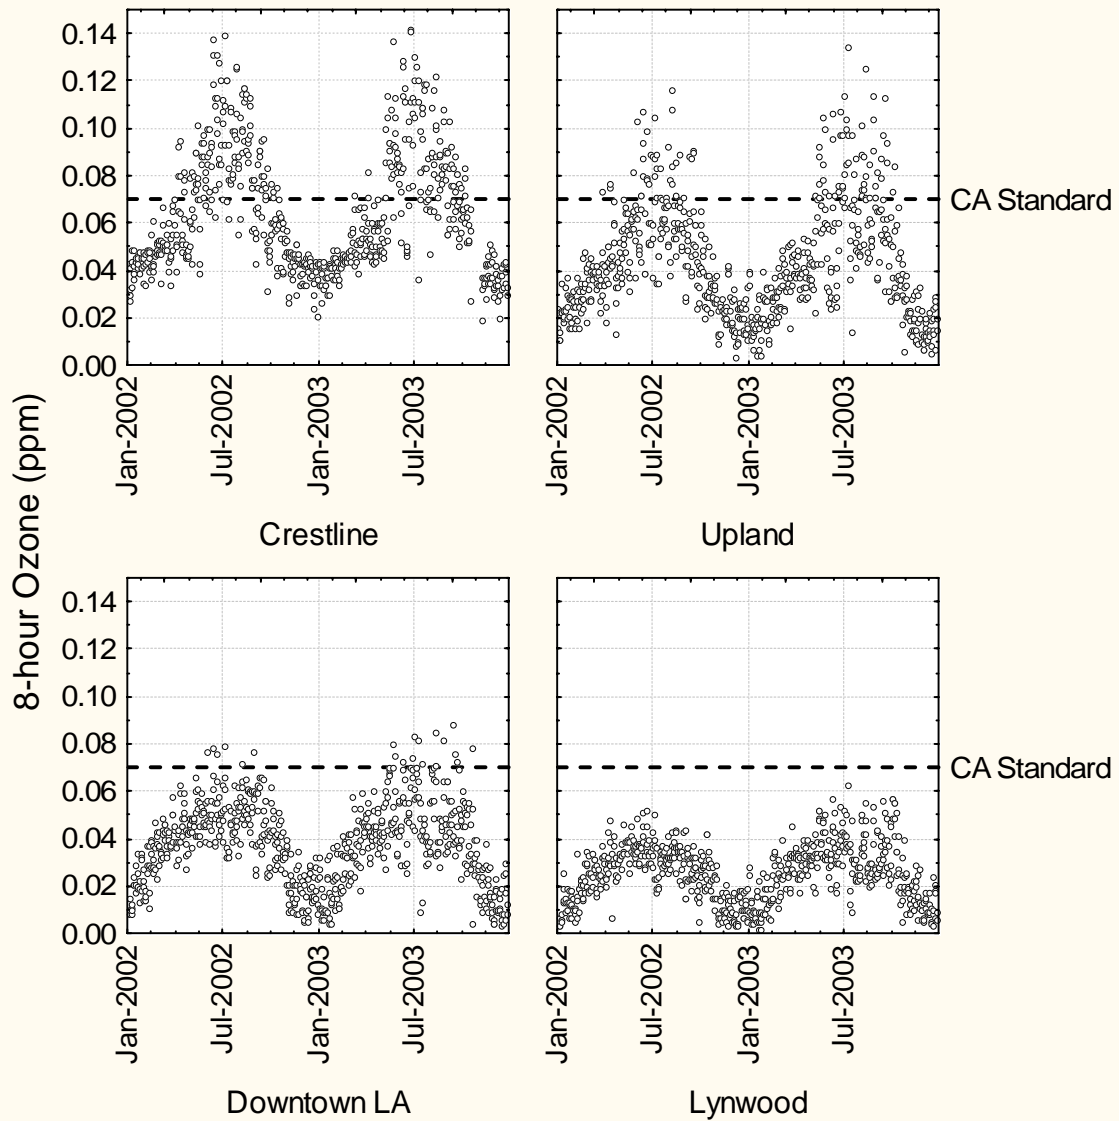 8-hour Ozone (ppm)
0.14
0.12
0.10
0.08
0.06
0.04
0.02
0.00
CA Standard
Jan-2002
Jul-2002
Jan-2003
Jul-2003
Jan-2002
Jul-2002
Jan-2003
Jul-2003
Crestline
Upland
0.14
0.12
0.10
0.08
0.06
0.04
0.02
0.00
CA Standard
Jan-2002
Jul-2002
Jan-2003
Jul-2003
Jan-2002
Jul-2002
Jan-2003
Jul-2003
Downtown LA
Lynwood